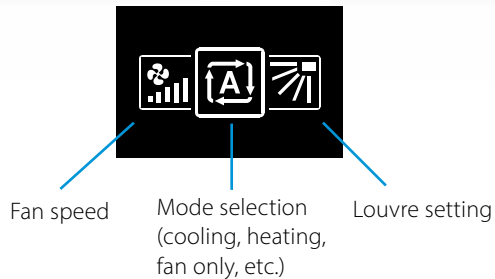 A
Fan speed
Mode selection
(cooling, heating,
fan only, etc.)
Louvre setting